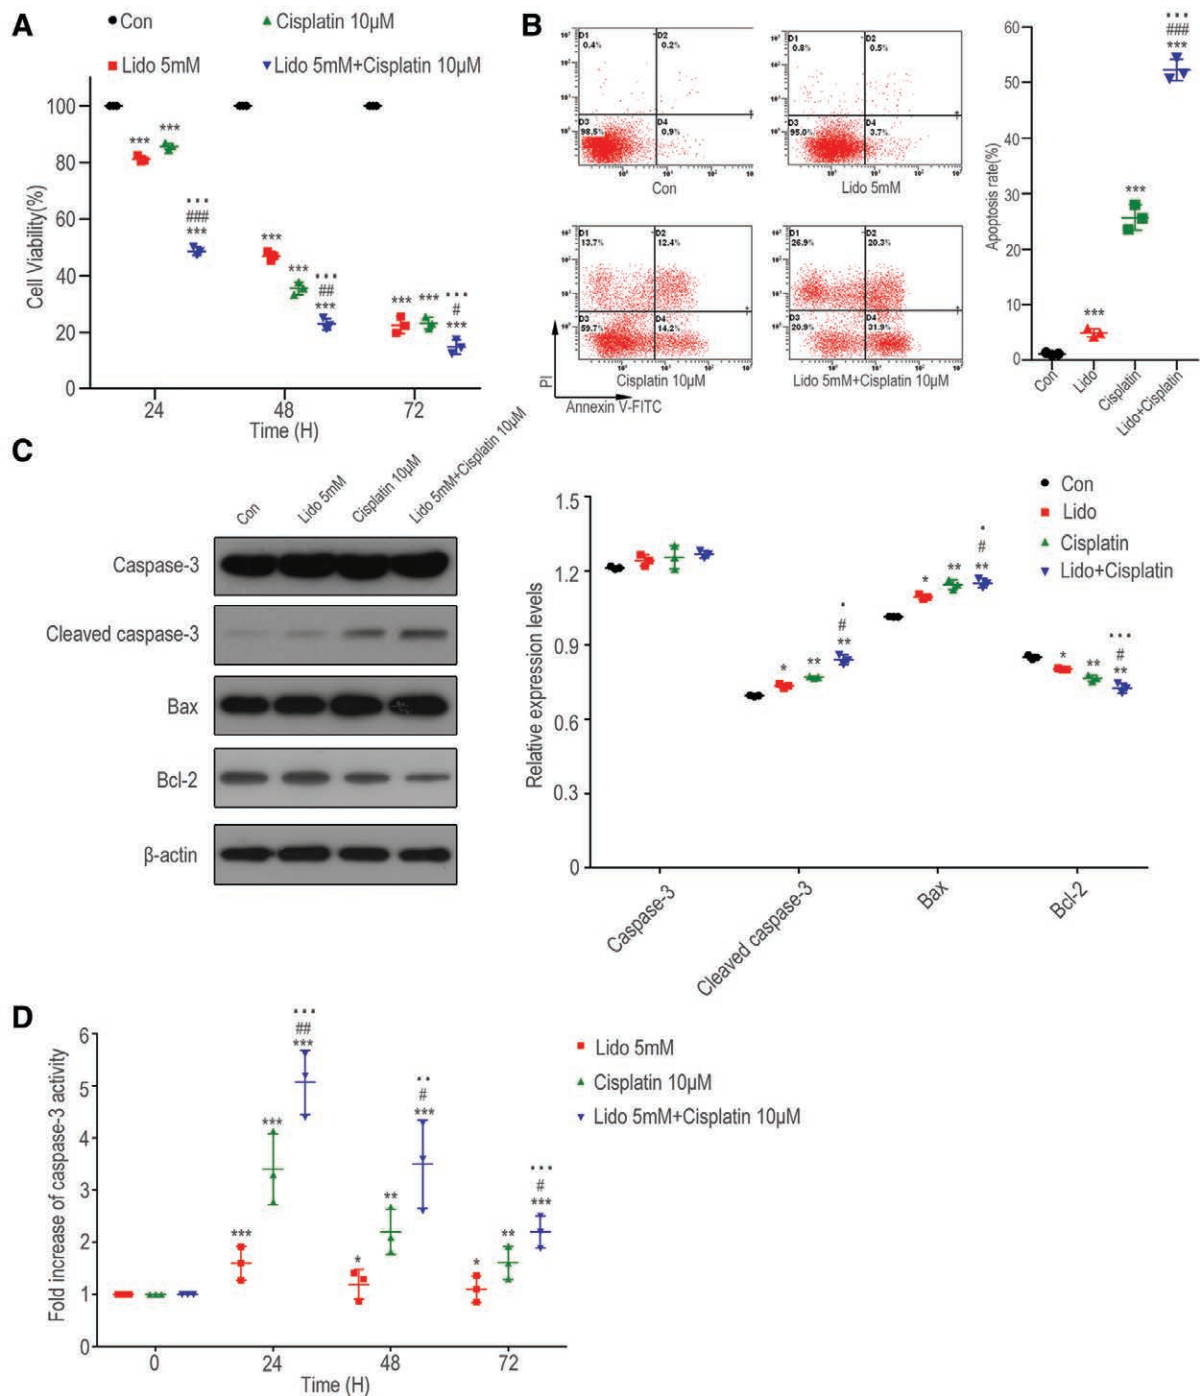 A
Con
Cisplatin 10μM
Lido 5mM
Lido 5mM+Cisplatin 10μM
Cell Viability(%)
100
80
60
40
20
0
***
***
▪▪▪
###
***
***
***
▪▪▪
##
***
***
***
▪▪▪
#
***
24
48
72
Time (H)
B
D1
0.4%
D2
0.2%
D3
98.5%
D4
0.9%
Con
D1
0.8%
D2
0.5%
D3
95.0%
D4
3.7%
Lido 5mM
D1
13.7%
D2
12.4%
D3
59.7%
D4
14.2%
Cisplatin 10μM
D1
26.9%
D2
20.3%
D3
20.9%
D4
31.9%
Lido 5mM+Cisplatin 10μM
PI
Annexin V-FITC
Apoptosis rate(%)
60
50
40
30
20
10
0
***
***
▪▪▪
###
***
Con
Lido
Cisplatin
Lido+Cisplatin
C
Con
Lido 5mM
Cisplatin 10μM
Lido 5mM+Cisplatin 10μM
Caspase-3
Cleaved caspase-3
Bax
Bcl-2
β-actin
Relative expression levels
1.5
1.2
0.9
0.6
0.3
0
Con
Lido
Cisplatin
Lido+Cisplatin
*
**
▪
#
**
*
**
▪
#
**
*
**
▪▪▪
#
**
Caspase-3
Cleaved caspase-3
Bax
Bcl-2
D
Fold increase of caspase-3 activity
6
5
4
3
2
1
0
***
***
▪▪▪
##
***
*
**
▪▪
#
***
*
**
▪▪▪
#
***
0
24
48
72
Time (H)
Lido 5mM
Cisplatin 10μM
Lido 5mM+Cisplatin 10μM